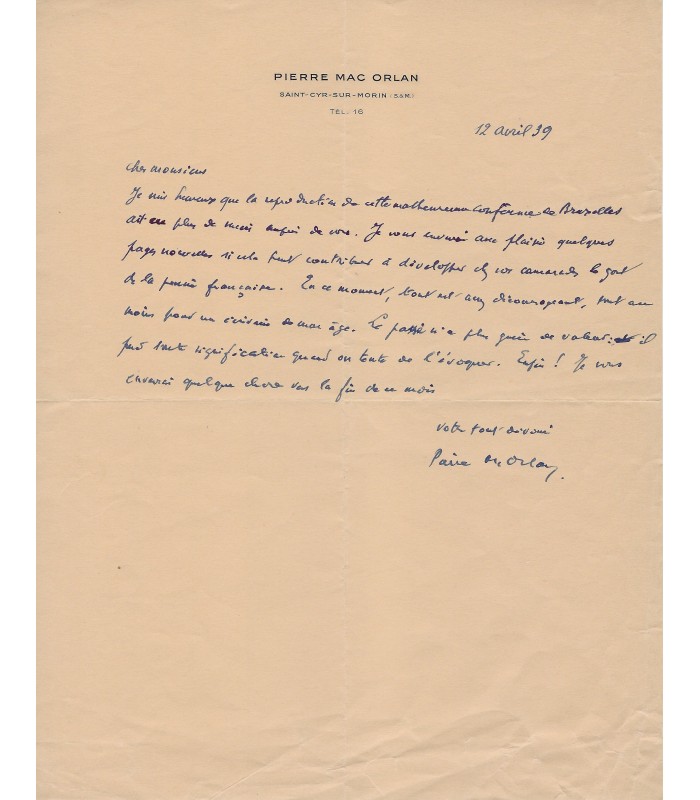 PIERRE MAC ORLAN
SAINT-CYR-SUR-MORIN (S&M.)
TÉL. 16
12 avril 39
cher monsieur
Je suis heureux que la reproduction de cette malheureuse conférence de Bruxelles
ait eu plus de succès auprès de vous. Je vous enverrai avec plaisir quelques
pages nouvelles si cela peut contribuer à développer chez vos camarades le goût
de la pensée française. En ce moment, tout est assez décourageant, tout au
moins pour un écrivain de mon âge. Le passé n'a plus guère de valeur: il
perd toute signification quand on tente de l'évoquer. Enfin! Je vous
enverrai quelque chose vers la fin de ce mois
votre tout dévoué
Pierre Mc Orlan.